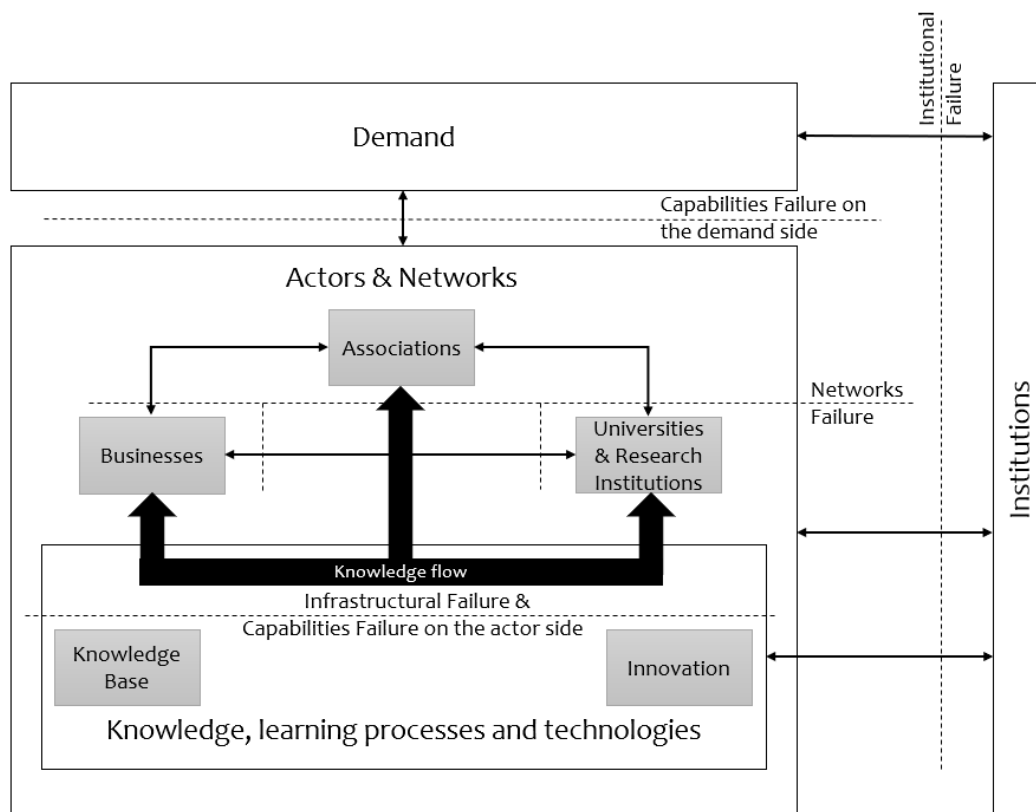 Institutional
Failure
Demand
Capabilities Failure on
the demand side
Actors & Networks
Associations
Networks
Failure
Businesses
Universities
& Research
Institutions
Institutions
Knowledge flow
Infrastructural Failure &
Capabilities Failure on the actor side
Knowledge
Base
Innovation
Knowledge, learning processes and technologies